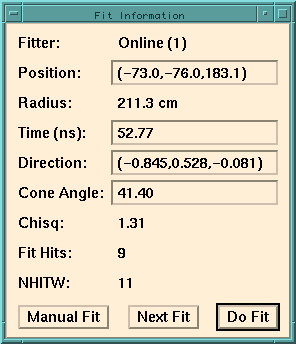 Fit Information
Fitter: Online (1)
Position: (-73.0,-76.0,183.1)
Radius: 211.3 cm
Time (ns): 52.77
Direction: (-0.845,0.528,-0.081)
Cone Angle: 41.40
Chisq: 1.31
Fit Hits: 9
NHITW: 11
Manual Fit Next Fit Do Fit